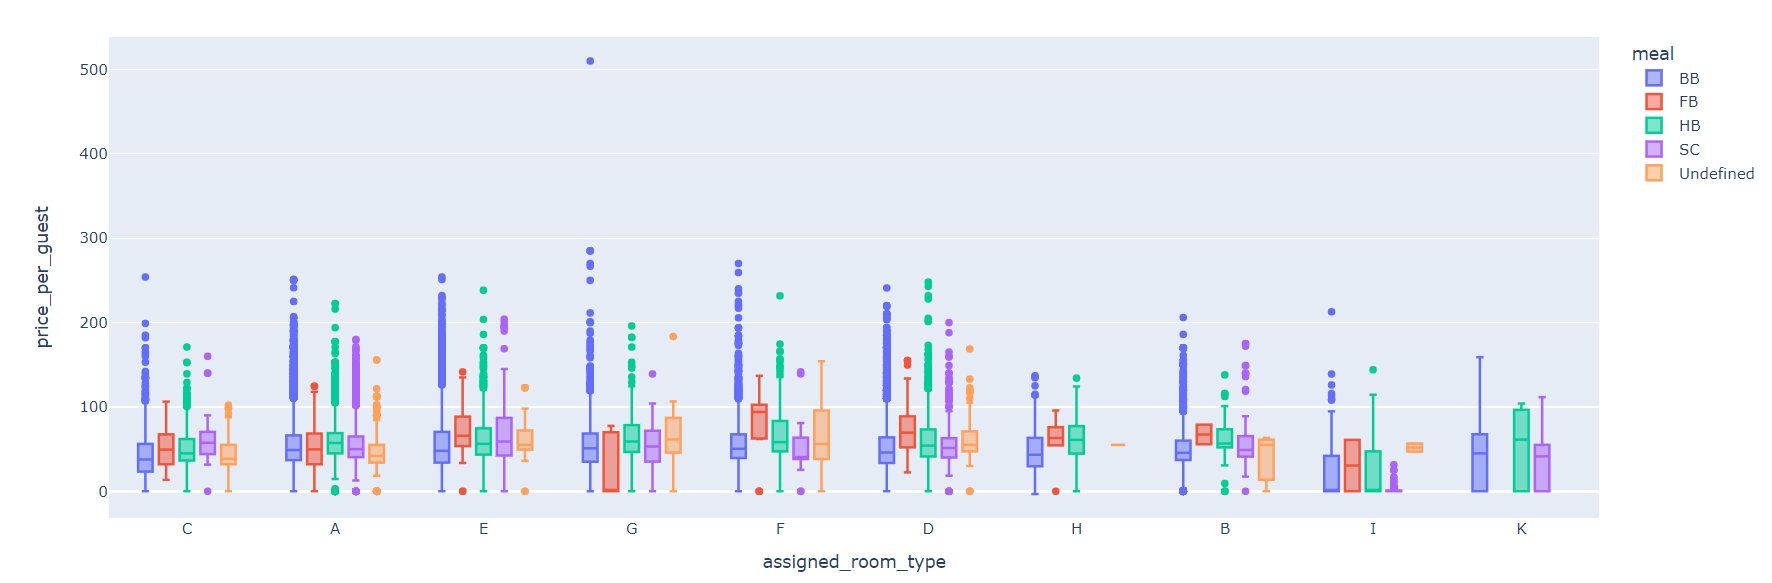 meal
BB
FB
HB
SC
Undefined
price_per_guest
500
400
300
200
100
0
C A E G F D H B I K
assigned_room_type